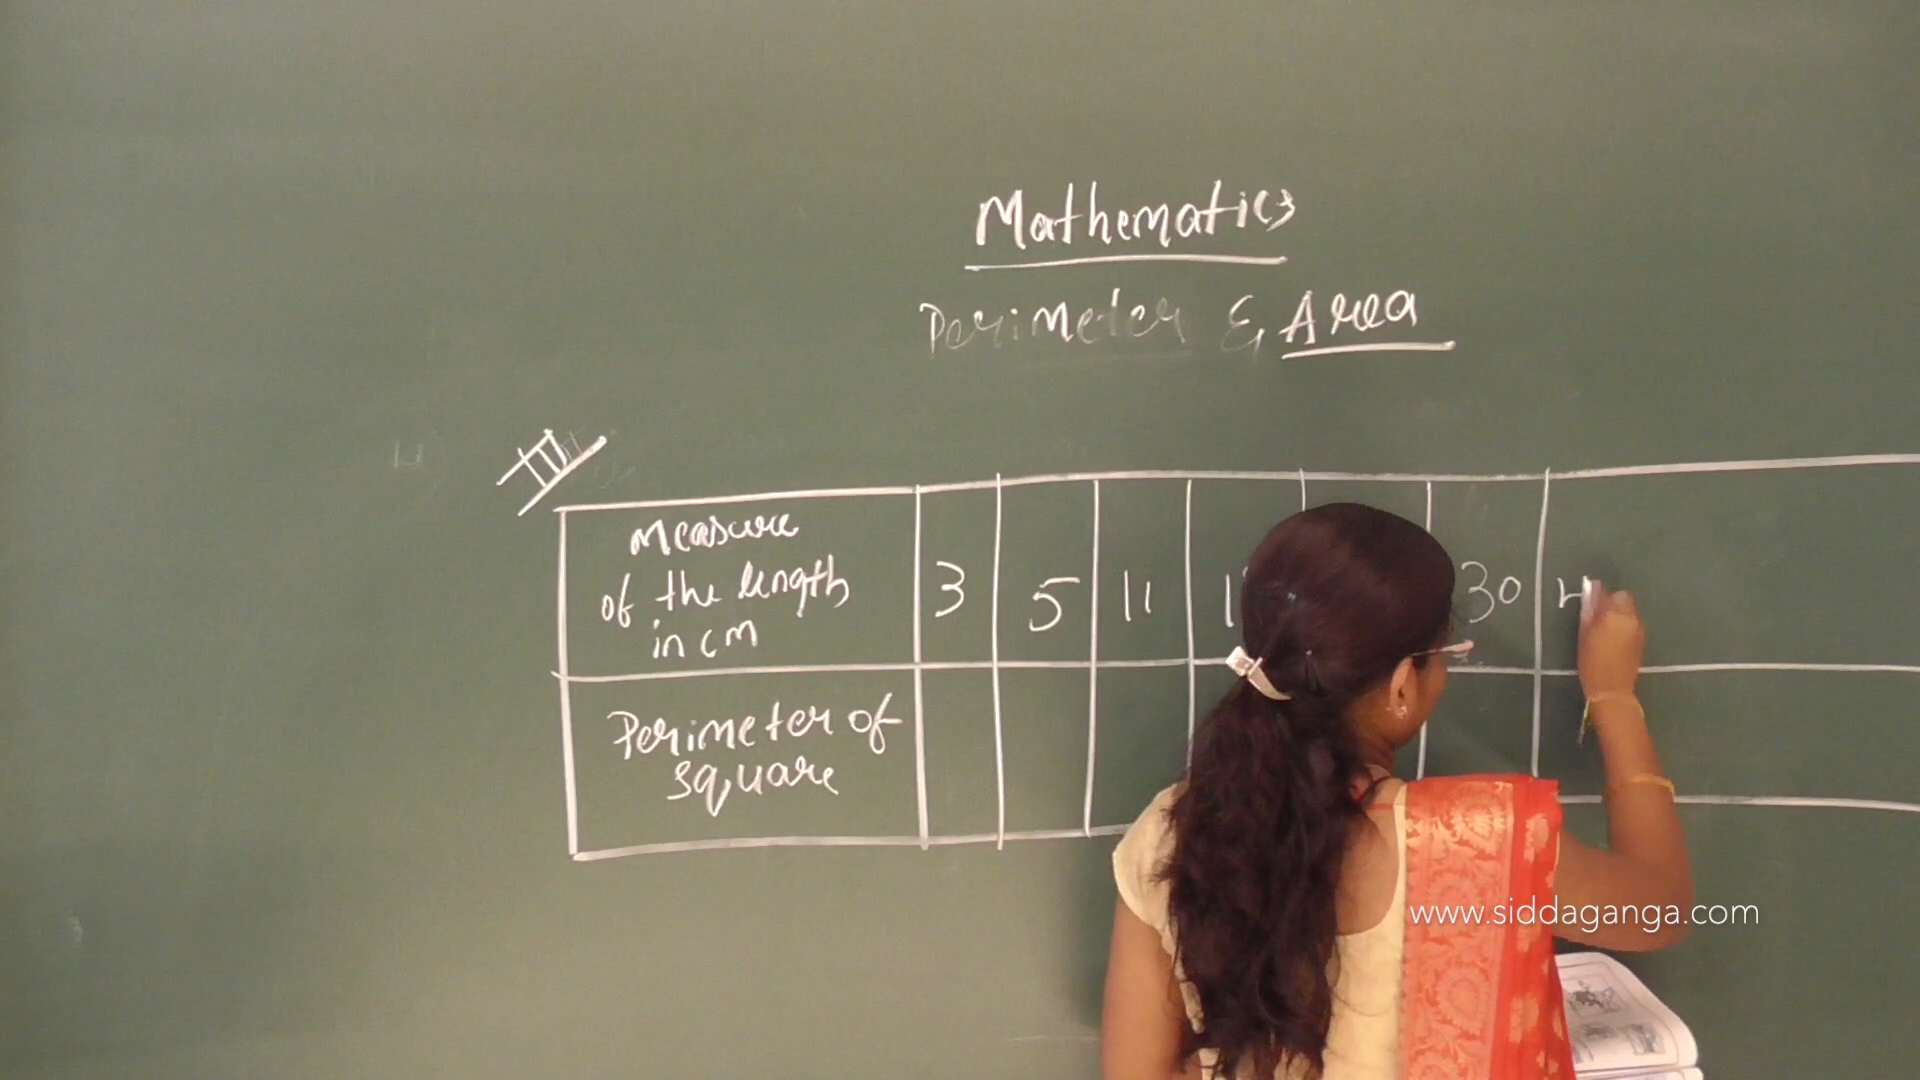 Mathematics
Perimeter & Area
III
Measure
of the length
in cm
3 5 11 30
Perimeter of
square
www.siddaganga.com